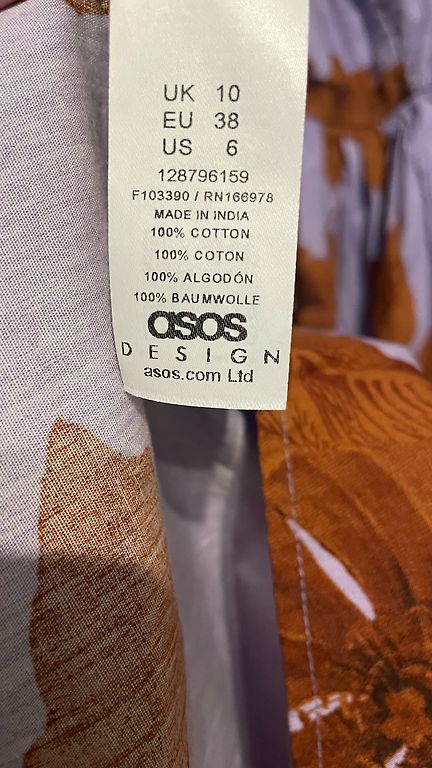 UK 10
EU 38
US 6
128796159
F103390 / RN166978
MADE IN INDIA
100% COTTON
100% COTON
100% ALGODÓN
100% BAUMWOLLE
asos
DESIGN
asos.com Ltd